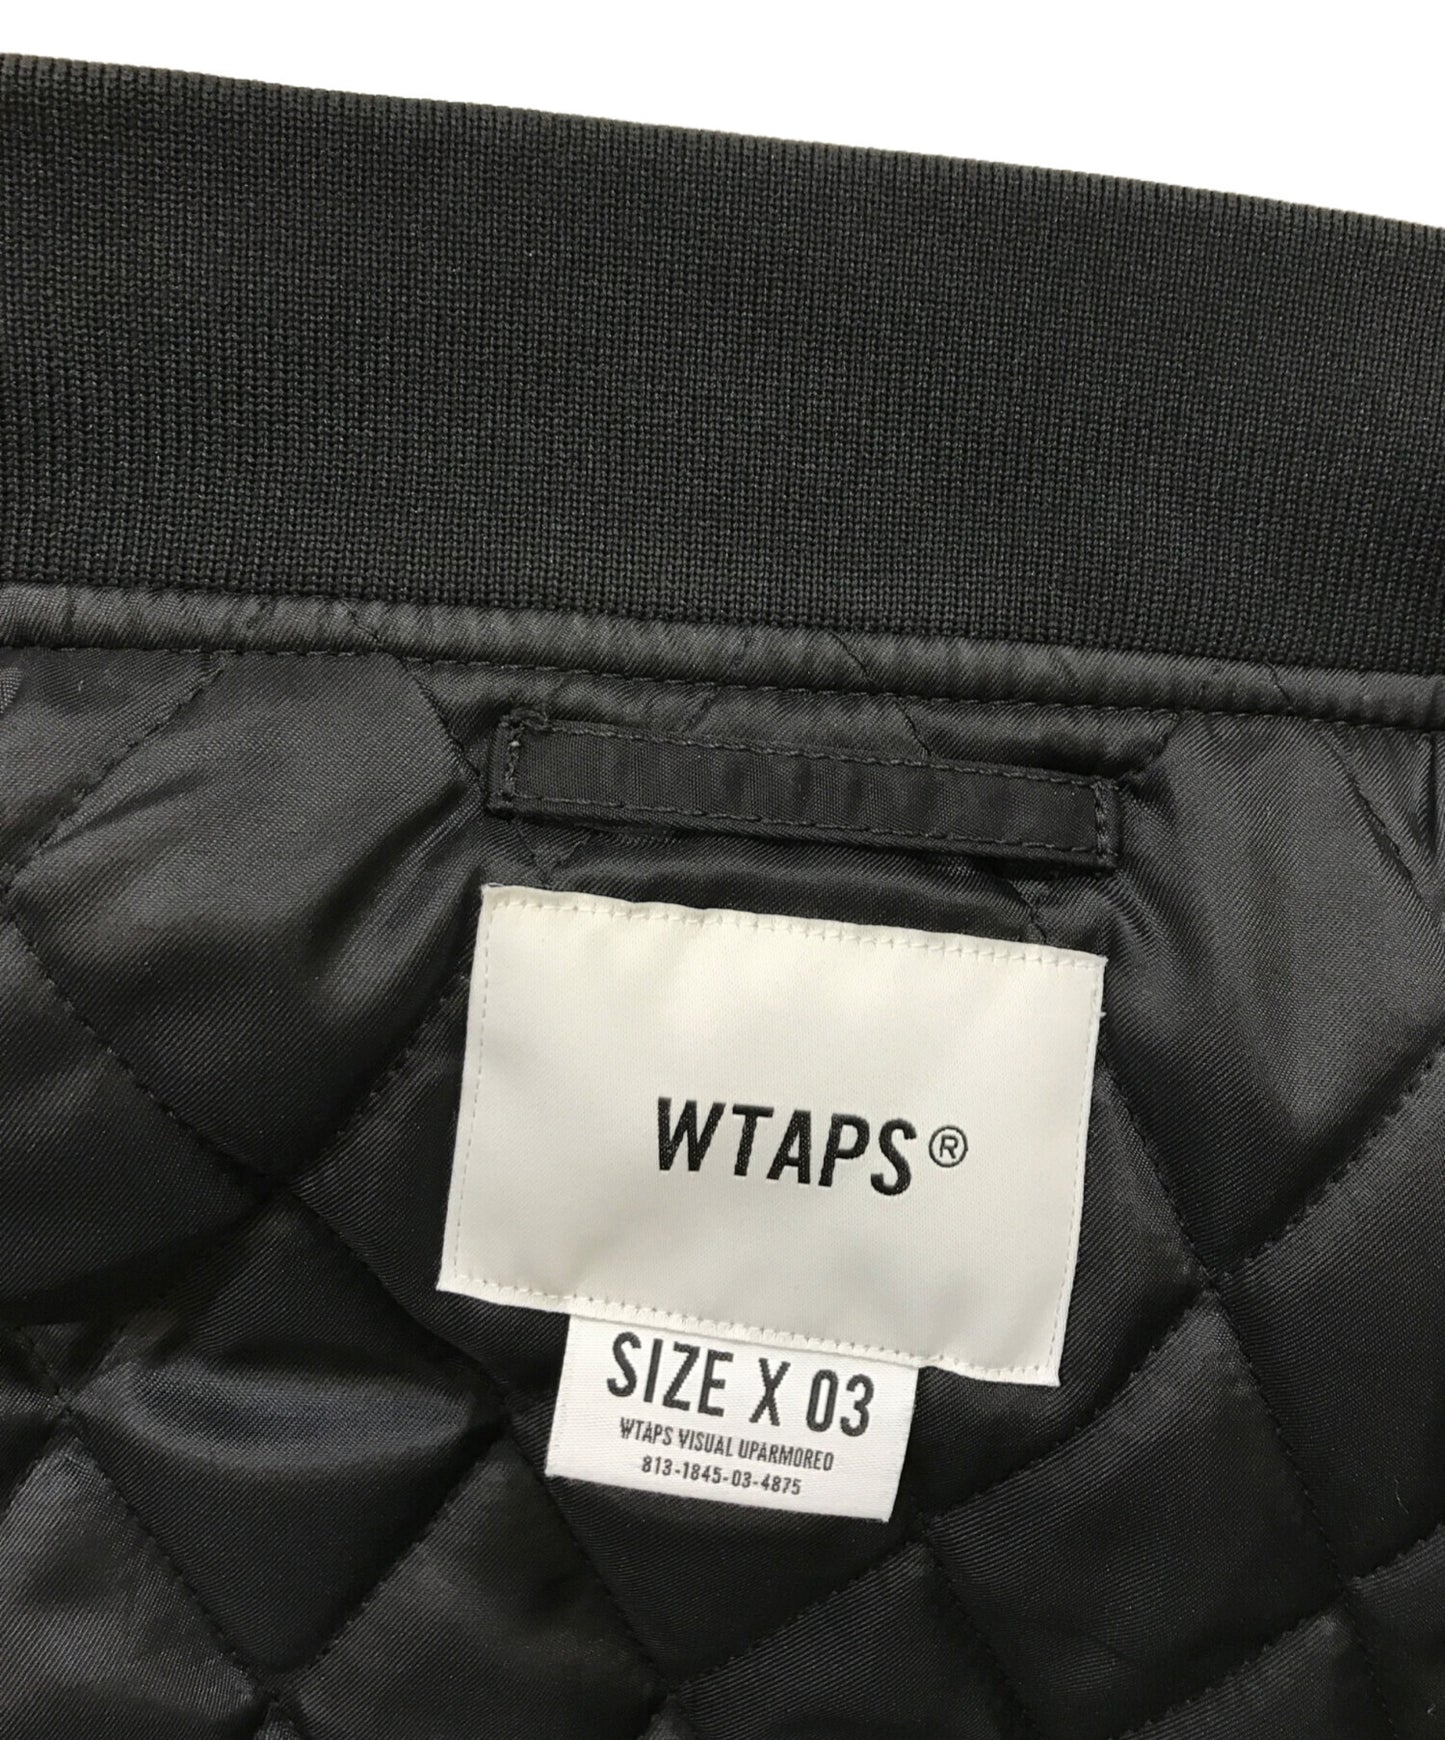 WTAPS®
SIZE X 03
WTAPS VISUAL UPARMORED
813-1845-03-4875